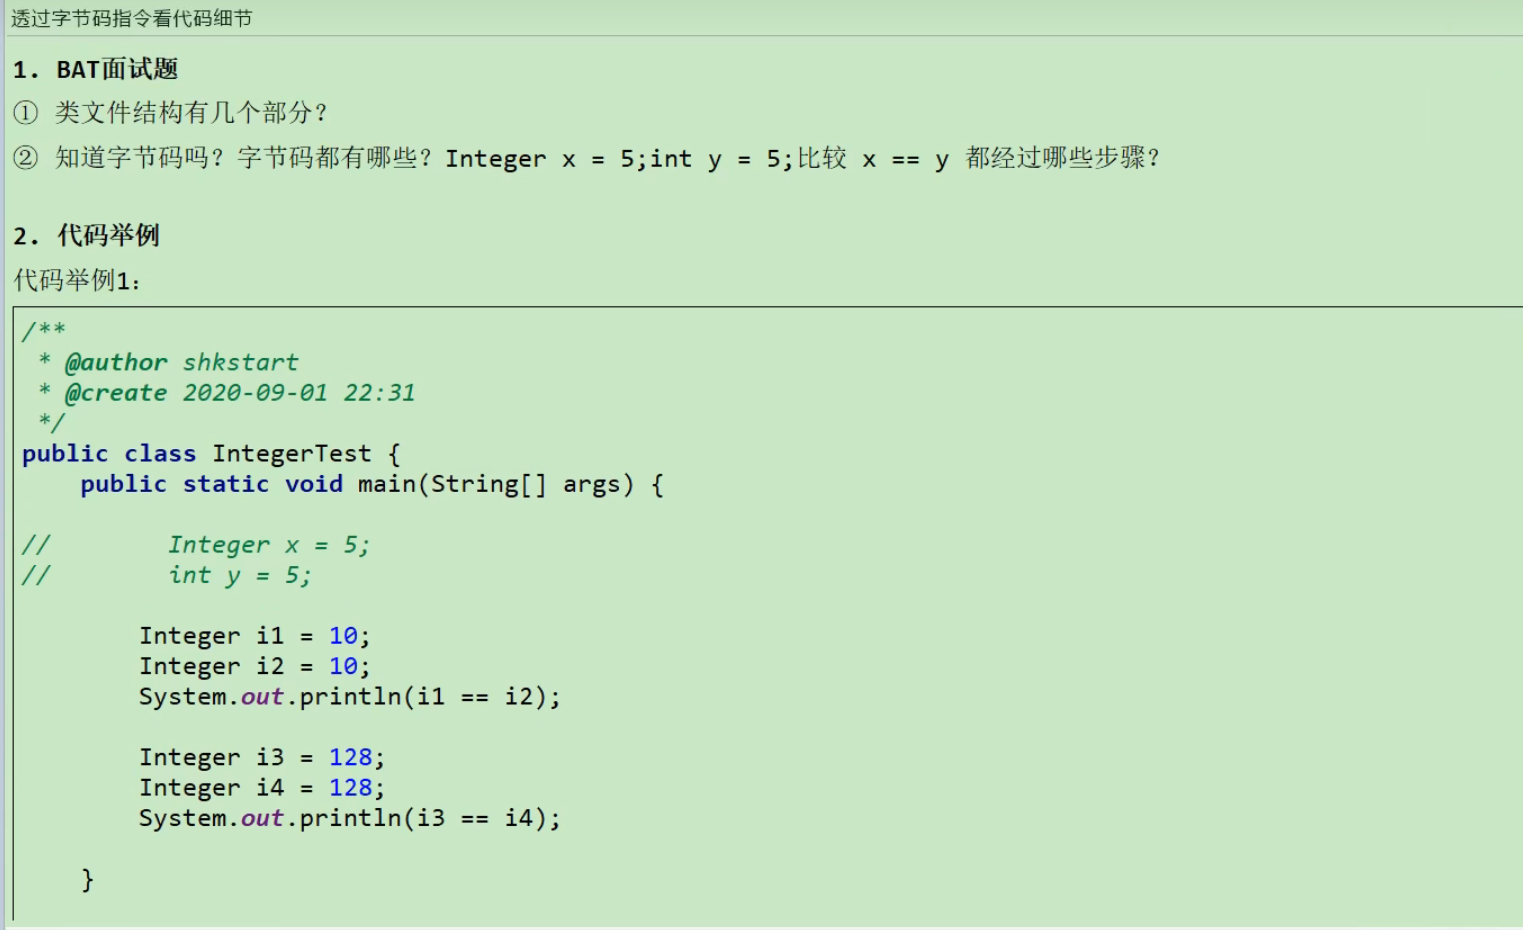 透过字节码指令看代码细节
1. BAT面试题
① 类文件结构有几个部分?
② 知道字节码吗? 字节码都有哪些? Integer x = 5;int y = 5;比较 x == y 都经过哪些步骤?
2. 代码举例
代码举例1:
/**
 * @author shkstart
 * @create 2020-09-01 22:31
 */
public class IntegerTest {
    public static void main(String[] args) {
//        Integer x = 5;
//        int y = 5;
        Integer i1 = 10;
        Integer i2 = 10;
        System.out.println(i1 == i2);
        Integer i3 = 128;
        Integer i4 = 128;
        System.out.println(i3 == i4);
    }